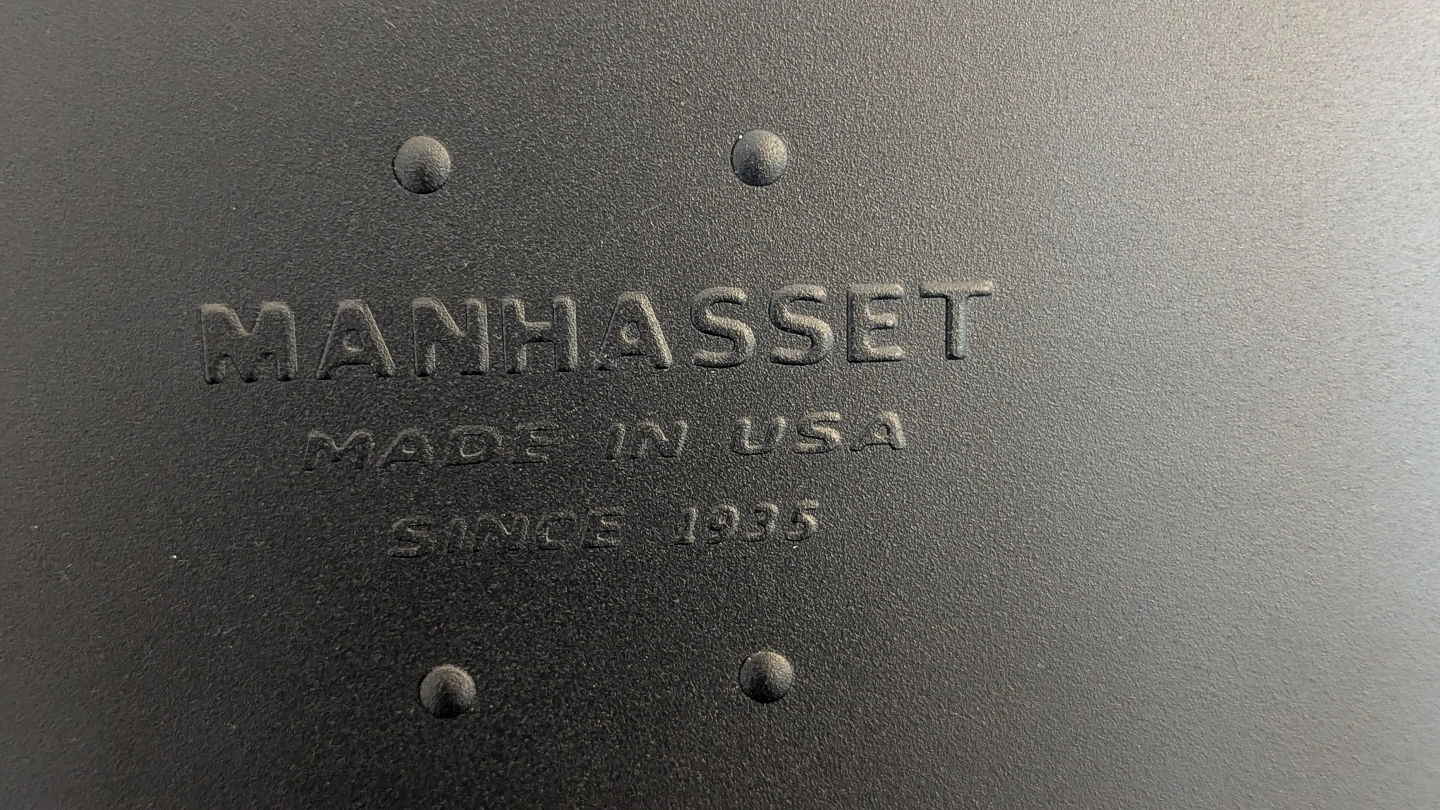 MANHASSET
MADE IN USA
SINCE 1935